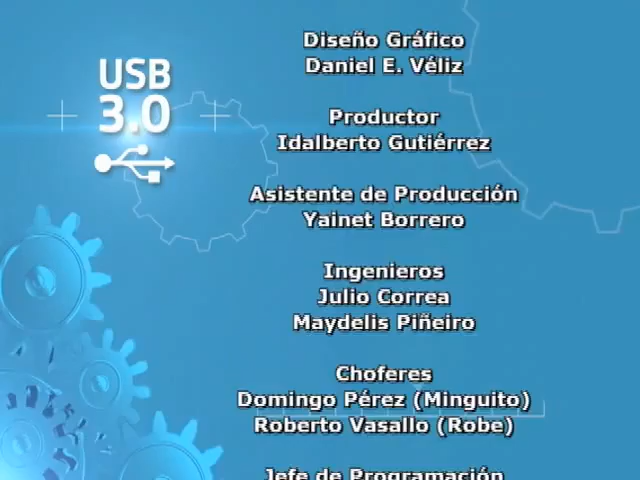 USB
3.0
Diseño Gráfico
Daniel E. Véliz
Productor
Idalberto Gutiérrez
Asistente de Producción
Yainet Borrero
Ingenieros
Julio Correa
Maydelis Piñeiro
Choferes
Domingo Pérez (Minguito)
Roberto Vasallo (Robe)
Jefe de Programación